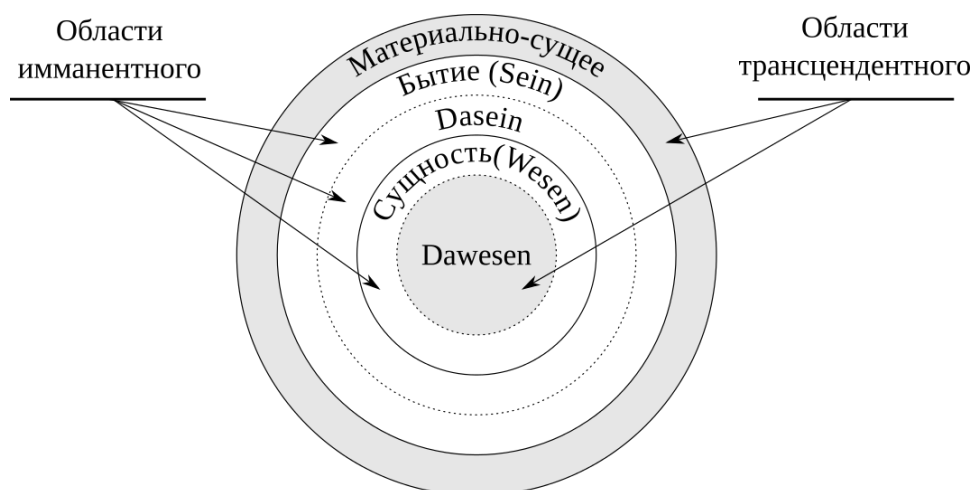 Области
имманентного
Области
трансцендентного
Материально-сущее
Бытие (Sein)
Dasein
Сущность(Wesen)
Dawesen